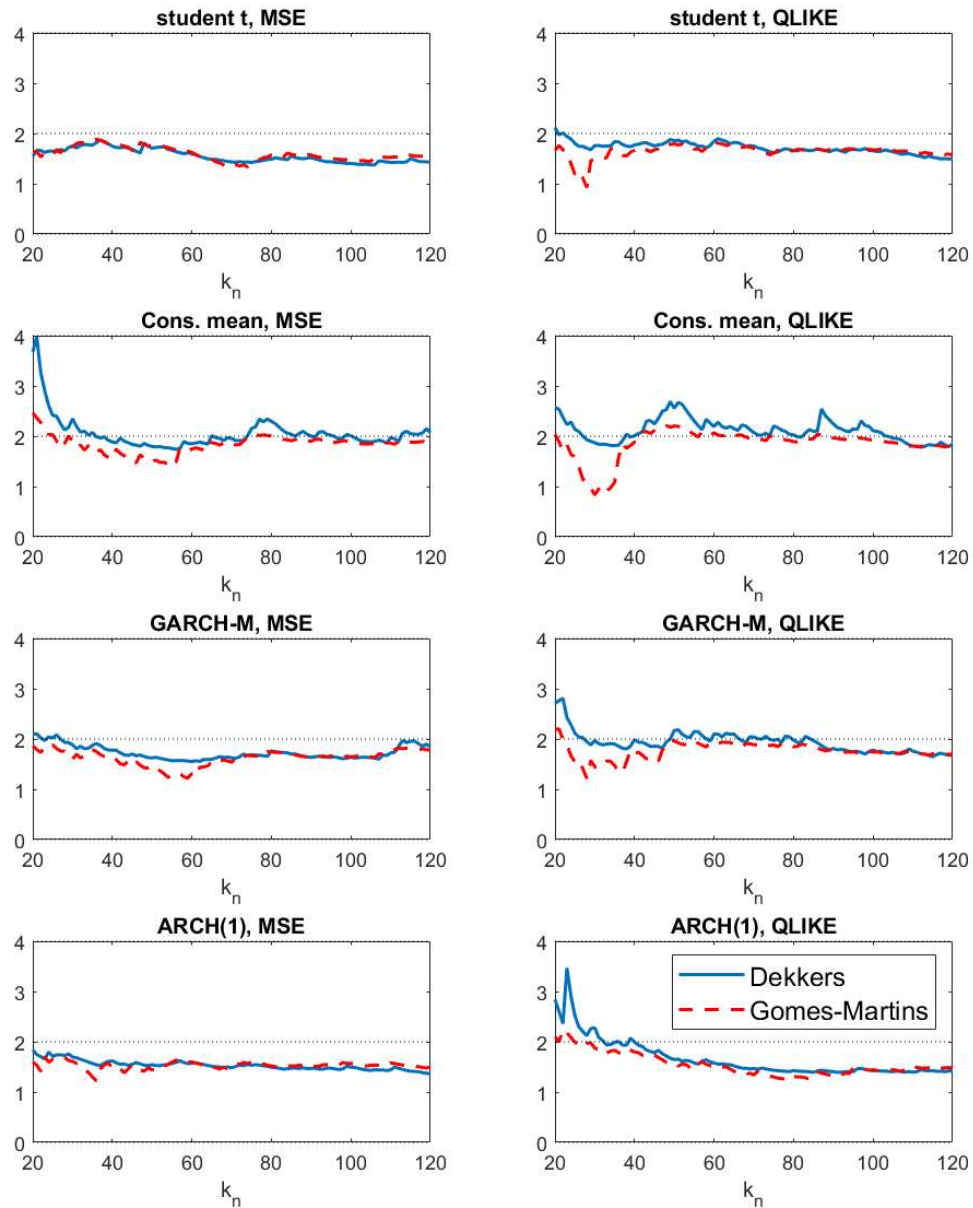 student t, MSE
4
3
2
1
0
20 40 60 80 100 120
k_n
student t, QLIKE
4
3
2
1
0
20 40 60 80 100 120
k_n
Cons. mean, MSE
4
3
2
1
0
20 40 60 80 100 120
k_n
Cons. mean, QLIKE
4
3
2
1
0
20 40 60 80 100 120
k_n
GARCH-M, MSE
4
3
2
1
0
20 40 60 80 100 120
k_n
GARCH-M, QLIKE
4
3
2
1
0
20 40 60 80 100 120
k_n
ARCH(1), MSE
4
3
2
1
0
20 40 60 80 100 120
k_n
ARCH(1), QLIKE
4
3
2
1
0
Dekkers
Gomes-Martins
20 40 60 80 100 120
k_n